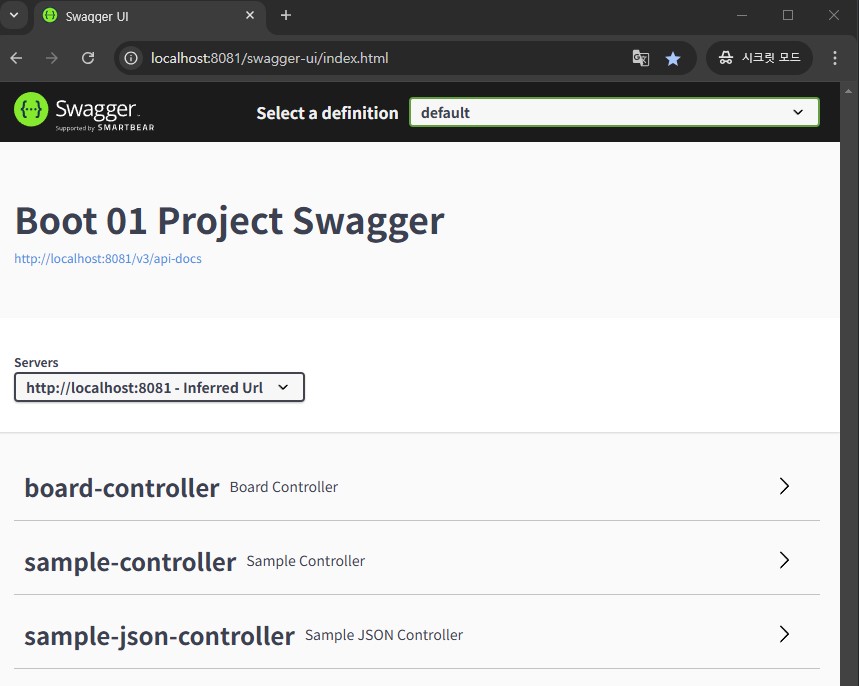 Swagger UI
localhost:8081/swagger-ui/index.html
시크릿 모드
Swagger
Supported by SMARTBEAR
Select a definition
default
Boot 01 Project Swagger
http://localhost:8081/v3/api-docs
Servers
http://localhost:8081 - Inferred Url
board-controller Board Controller
sample-controller Sample Controller
sample-json-controller Sample JSON Controller